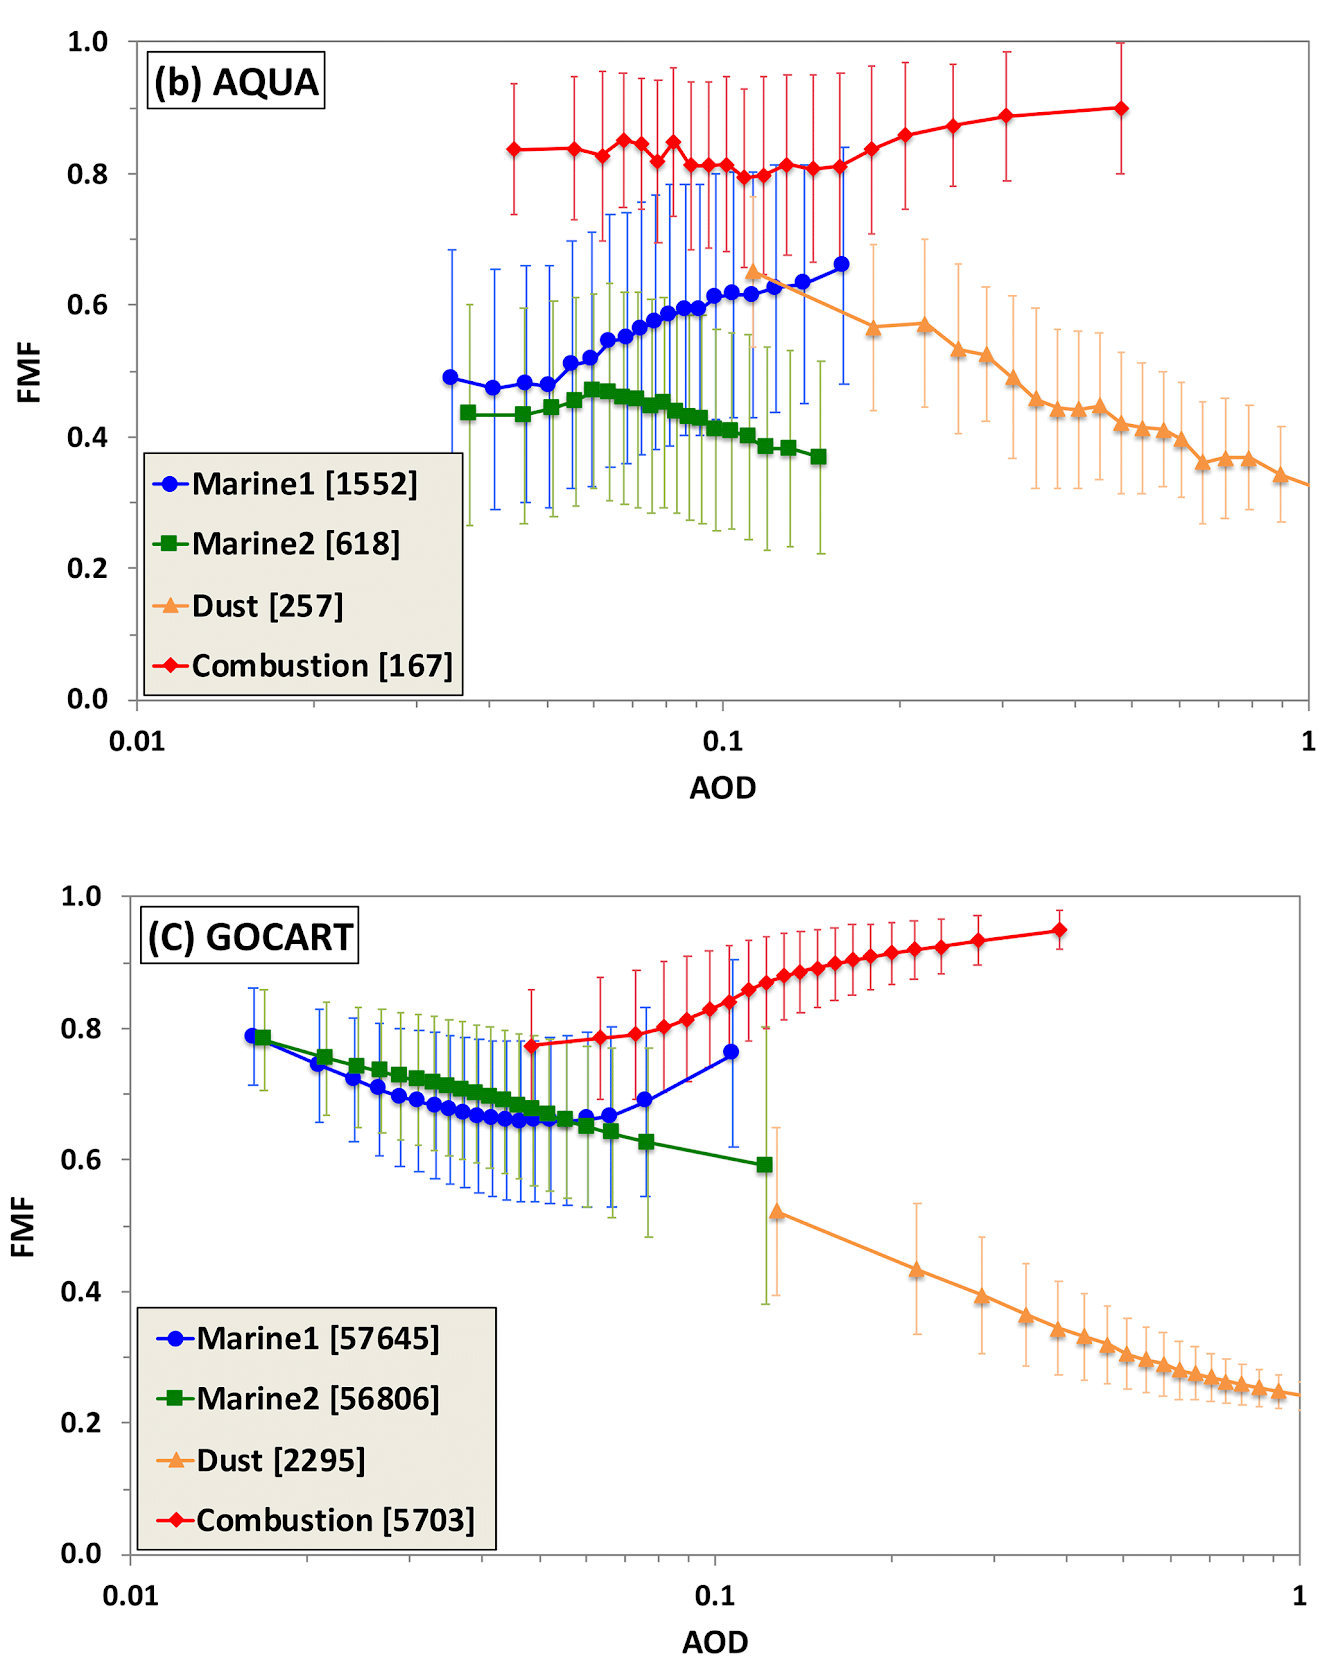 (b) AQUA
1.0
0.8
0.6
0.4
0.2
0.0
FMF
Marine1 [1552]
Marine2 [618]
Dust [257]
Combustion [167]
0.01 0.1 1
AOD
(C) GOCART
1.0
0.8
0.6
0.4
0.2
0.0
FMF
Marine1 [57645]
Marine2 [56806]
Dust [2295]
Combustion [5703]
0.01 0.1 1
AOD